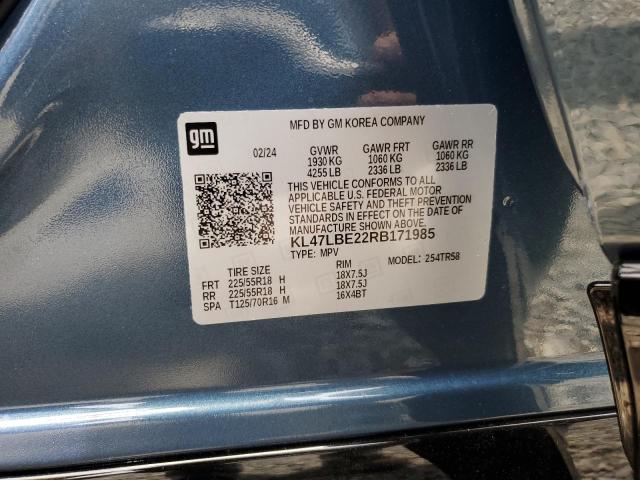 gm
MFD BY GM KOREA COMPANY
02/24 GVWR GAWR FRT GAWR RR
1930 KG 1060 KG 1060 KG
4255 LB 2336 LB 2336 LB
THIS VEHICLE CONFORMS TO ALL
APPLICABLE U.S. FEDERAL MOTOR
VEHICLE SAFETY AND THEFT PREVENTION
STANDARDS IN EFFECT ON THE DATE OF
MANUFACTURE SHOWN ABOVE.
KL47LBE22RB171985
TYPE: MPV MODEL: 254TR58
TIRE SIZE RIM
FRT 225/55R18 H 18X7.5J
RR 225/55R18 H 18X7.5J
SPA T125/70R16 M 16X4BT